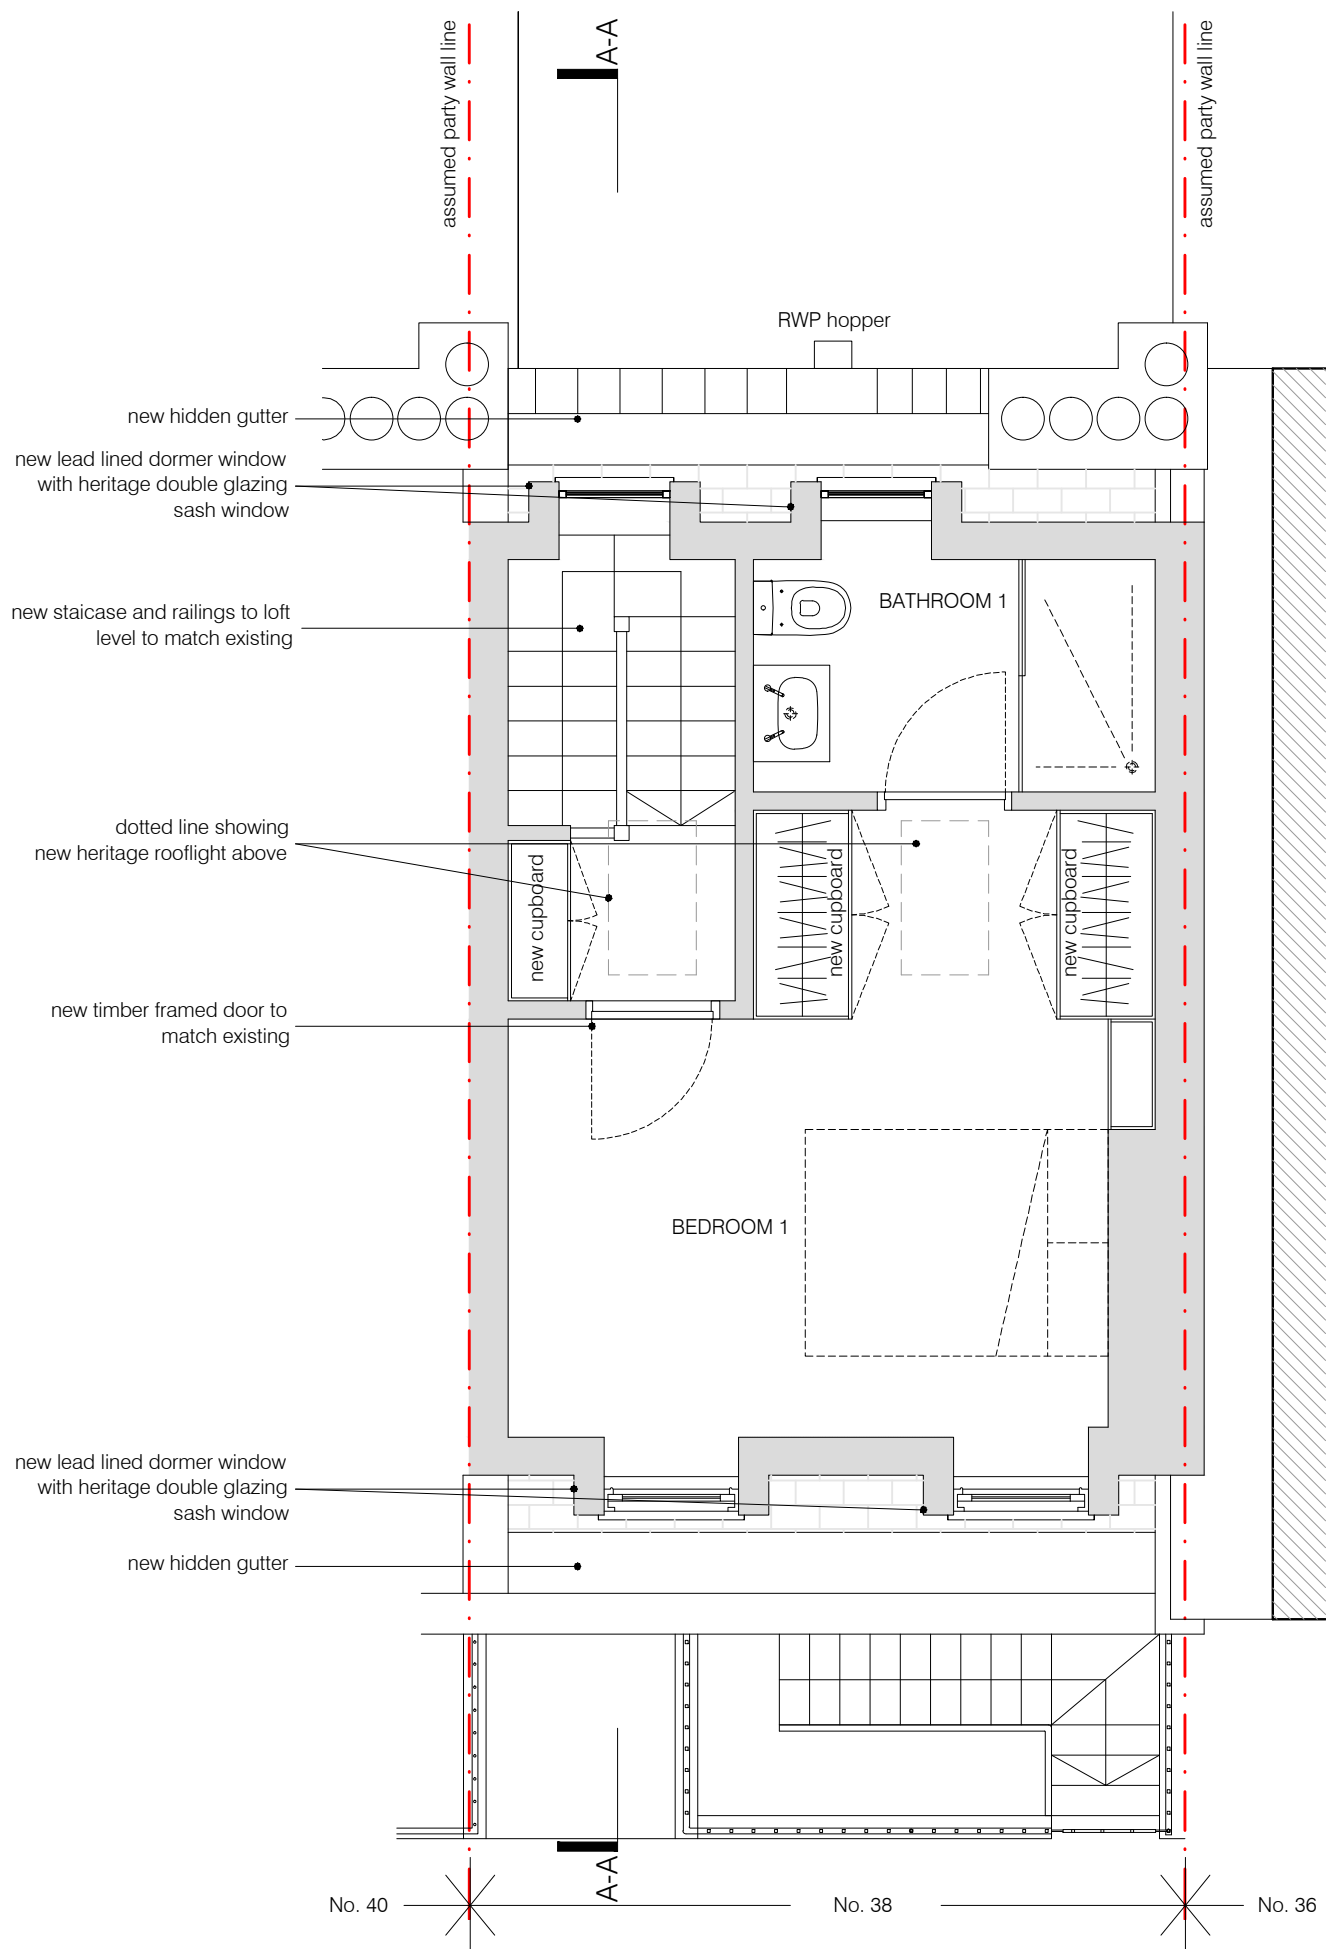 assumed party wall line
A-A
assumed party wall line
RWP hopper
new hidden gutter
new lead lined dormer window
with heritage double glazing
sash window
BATHROOM 1
new staicase and railings to loft
level to match existing
dotted line showing
new heritage rooflight above
new cupboard
new cupboard
new cupboard
new timber framed door to
match existing
BEDROOM 1
new lead lined dormer window
with heritage double glazing
sash window
new hidden gutter
A-A
No. 40
No. 38
No. 36